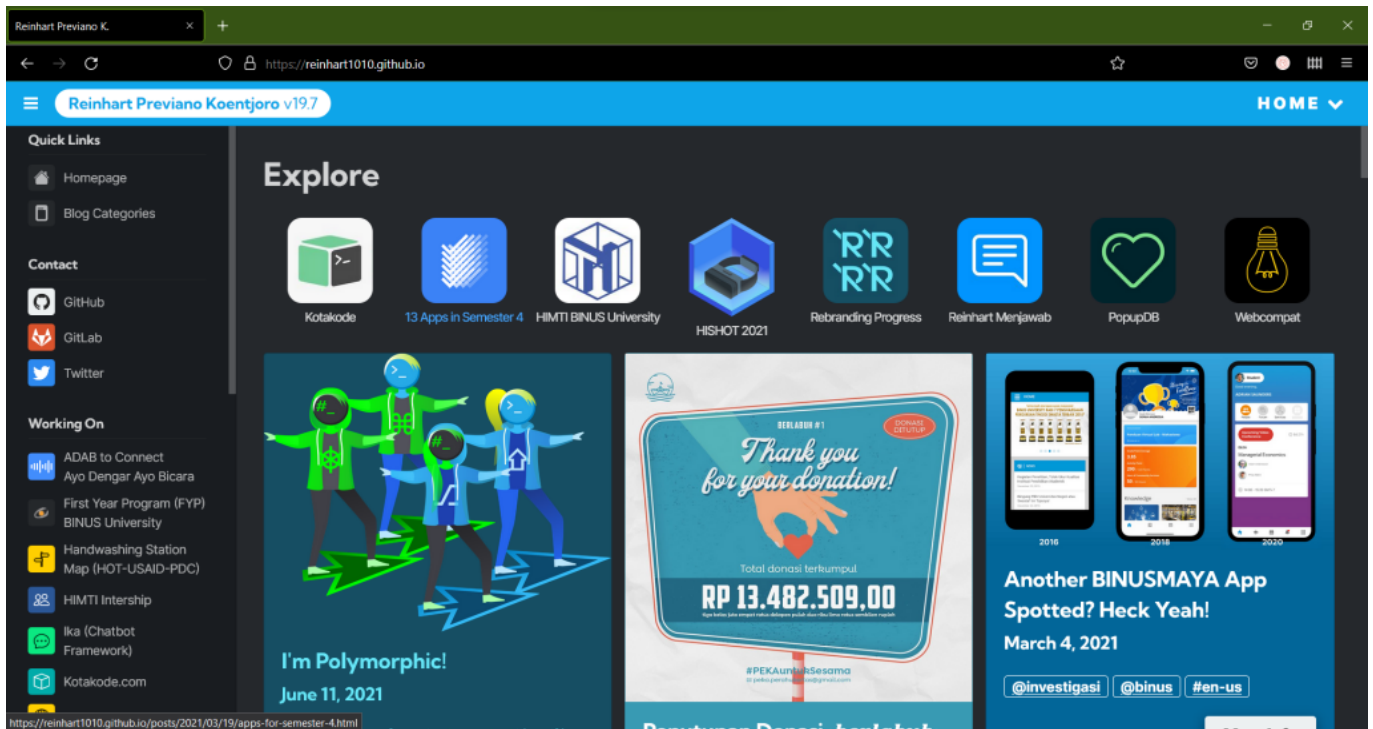 Reinhart Previano K.
https://reinhart1010.github.io
Reinhart Previano Koentjoro v19.7
HOME
Quick Links
Homepage
Blog Categories
Contact
GitHub
GitLab
Twitter
Working On
ADAB to Connect
Ayo Dengar Ayo Bicara
First Year Program (FYP)
BINUS University
Handwashing Station
Map (HOT-USAID-PDC)
HIMTI Intership
Ika (Chatbot
Framework)
Kotakode.com
https://reinhart1010.github.io/posts/2021/03/19/apps-for-semester-4.html
Explore
Kotakode
13 Apps in Semester 4
HIMTI BINUS University
HISHOT 2021
Rebranding Progress
Reinhart Menjawab
PopupDB
Webcompat
I'm Polymorphic!
June 11, 2021
BERLABUH #1
DONASI
DITUTUP
Thank you
for your donation!
Total donasi terkumpul
RP 13.482.509,00
#PEKAuntukSesama
2016
2018
2020
Managerial Economics
Knowledge
Another BINUSMAYA App
Spotted? Heck Yeah!
March 4, 2021
@investigasi @binus #en-us